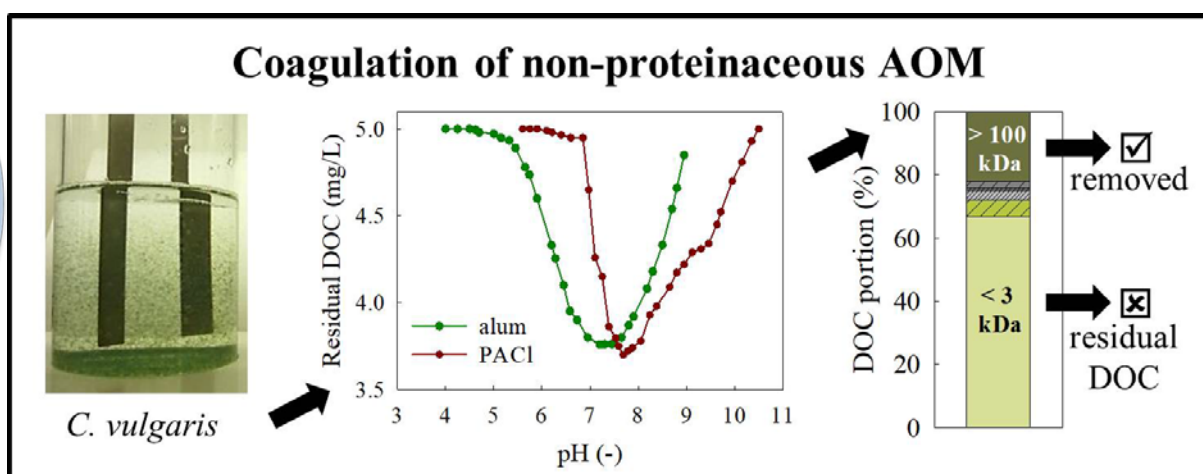 Coagulation of non-proteinaceous AOM
C. vulgaris
Residual DOC (mg/L)
5.0
4.5
4.0
3.5
alum
PACl
3 4 5 6 7 8 9 10 11
pH (-)
DOC portion (%)
100
80
60
40
20
0
> 100
kDa
< 3
kDa
removed
residual
DOC